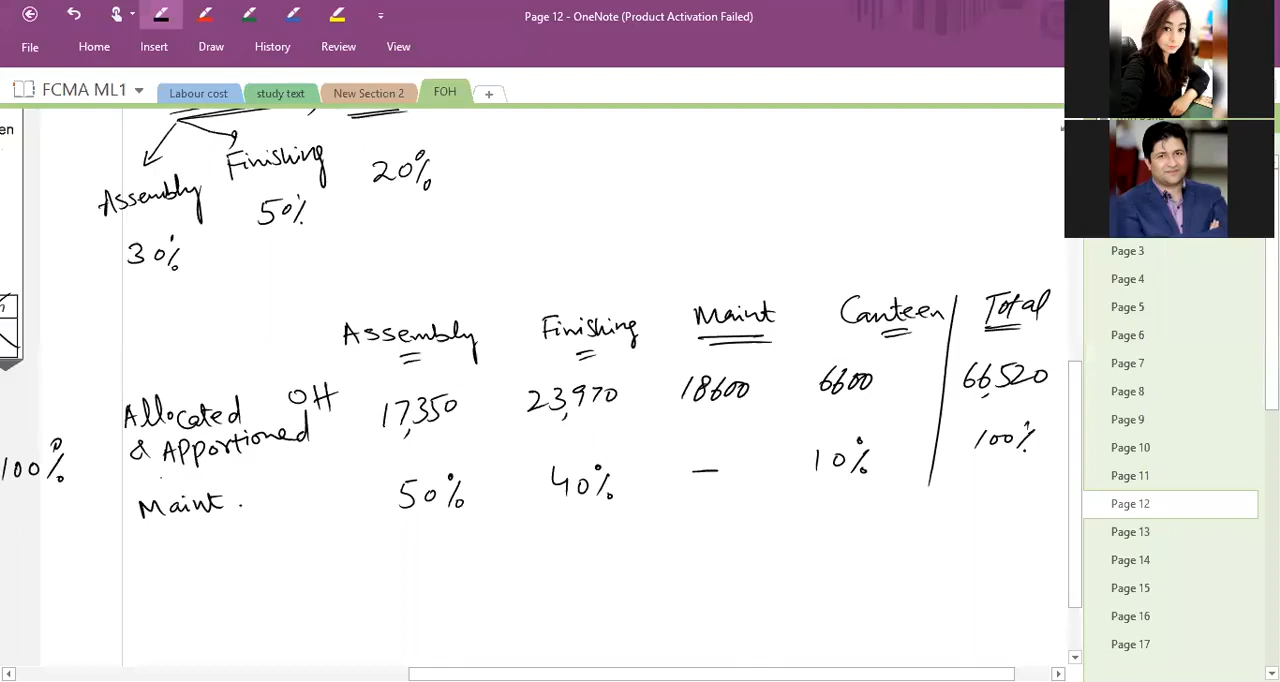 Page 12 - OneNote (Product Activation Failed)
File Home Insert Draw History Review View
FCMA ML1 Labour cost study text New Section 2 FOH +
en
Finishing 20%
Assembly 50%
30%
Assembly Finishing Maint Canteen Total
Allocated OH 17,350 23,970 18600 6600 66,520
& Apportioned
100%
Maint. 50% 40% — 10% 100%
Page 3
Page 4
Page 5
Page 6
Page 7
Page 8
Page 9
Page 10
Page 11
Page 12
Page 13
Page 14
Page 15
Page 16
Page 17